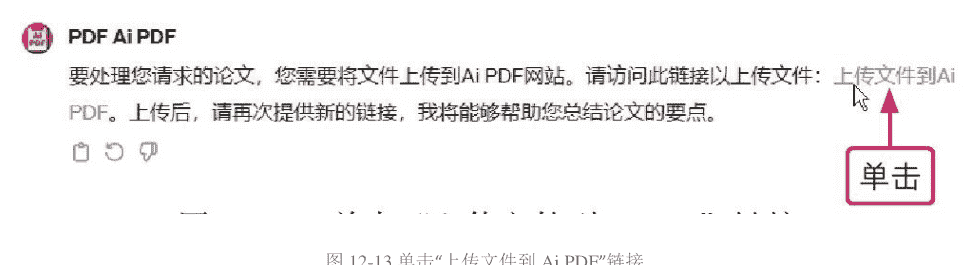 PDF Ai PDF
要处理您请求的论文，您需要将文件上传到Ai PDF网站。请访问此链接以上传文件：上传文件到Ai
PDF。上传后，请再次提供新的链接，我将能够帮助您总结论文的要点。
单击
图 12-13 单击“上传文件到 Ai PDF”链接